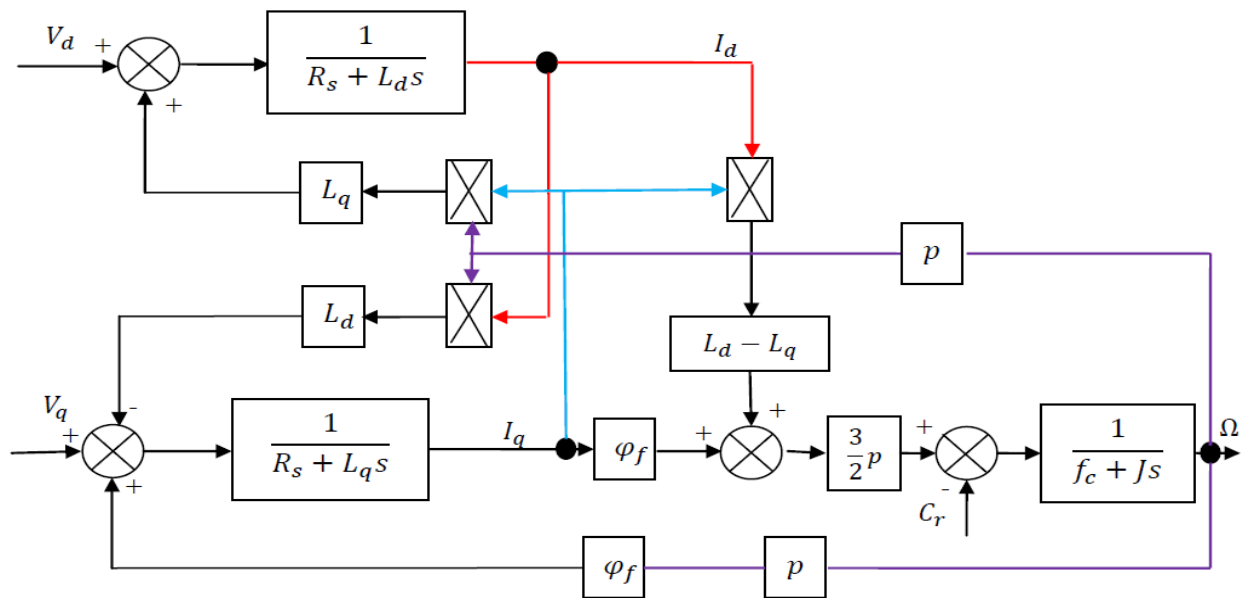 V_d + 1 / (R_s + L_d s) I_d
+
L_q
p
L_d
L_d − L_q
V_q + - 1 / (R_s + L_q s) I_q φ_f + + 3/2 p + 1 / (f_c + Js) Ω
+ C_r -
φ_f p